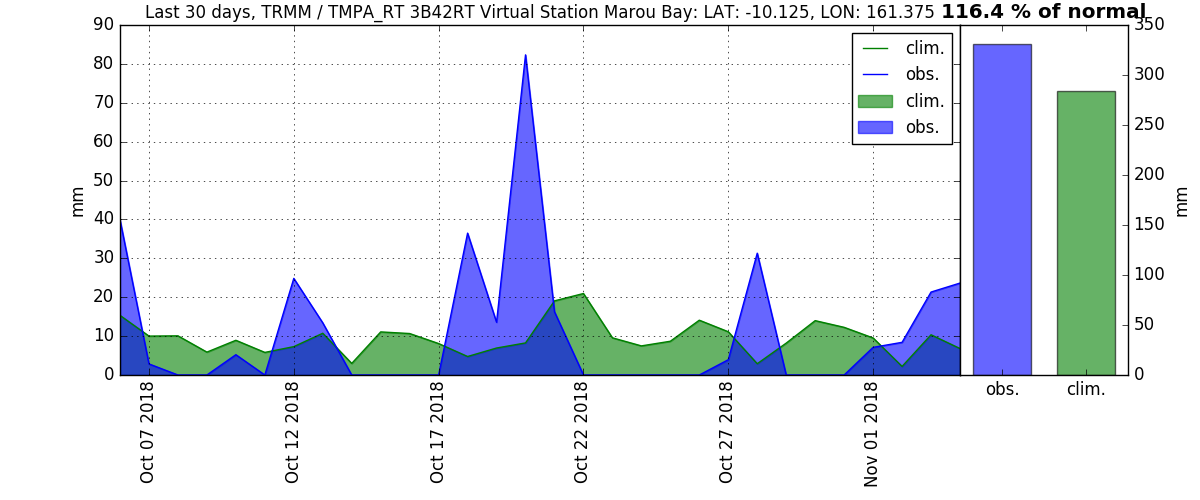 Last 30 days, TRMM / TMPA_RT 3B42RT Virtual Station Marou Bay: LAT: -10.125, LON: 161.375 116.4 % of normal
90
80
70
60
50
40
30
20
10
0
mm
clim.
obs.
clim.
obs.
350
300
250
200
150
100
50
0
mm
obs. clim.
Oct 07 2018
Oct 12 2018
Oct 17 2018
Oct 22 2018
Oct 27 2018
Nov 01 2018